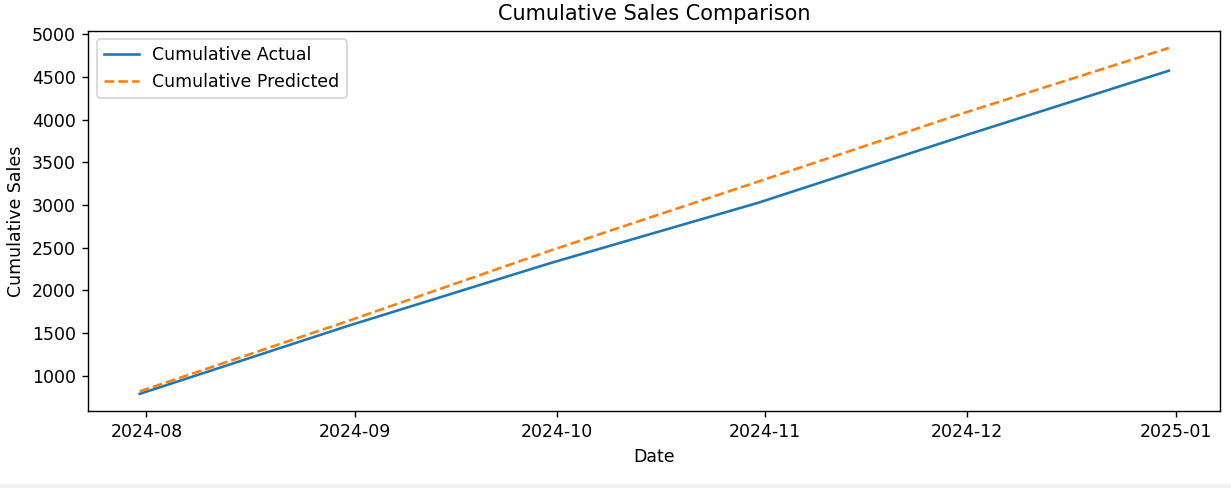 Cumulative Sales Comparison
Cumulative Actual
Cumulative Predicted
Cumulative Sales
5000
4500
4000
3500
3000
2500
2000
1500
1000
2024-08 2024-09 2024-10 2024-11 2024-12 2025-01
Date